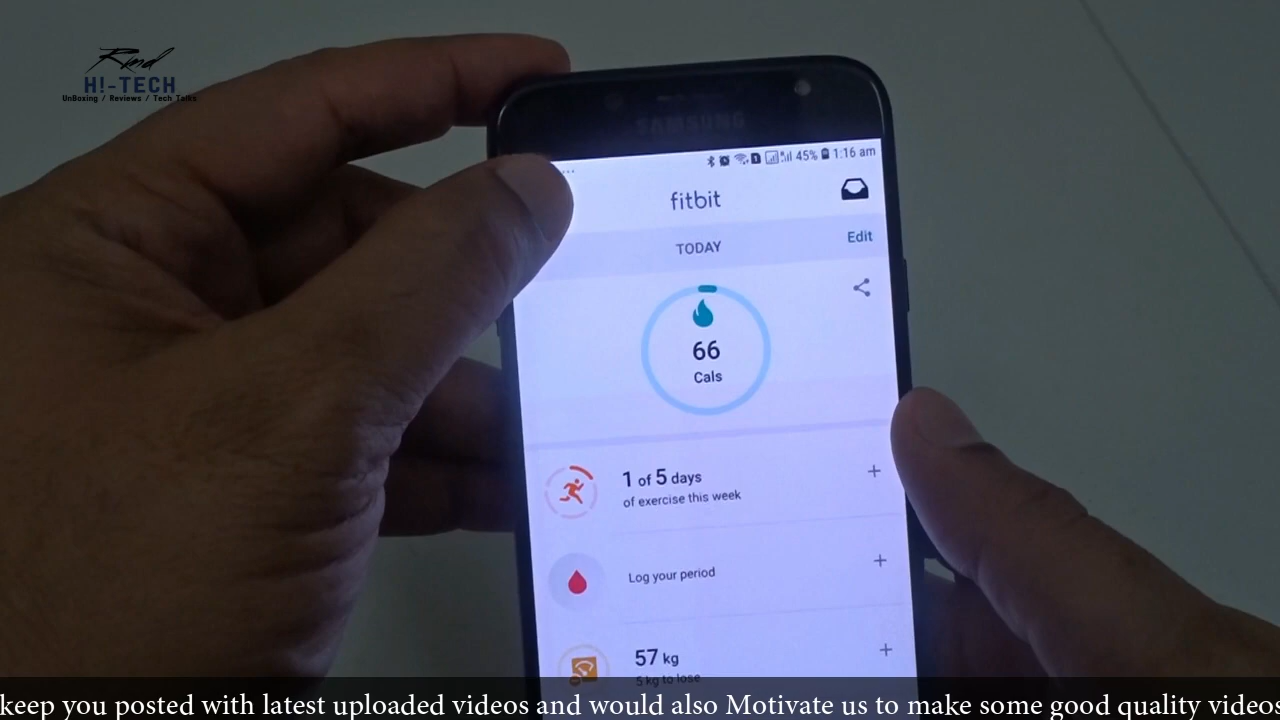 Rind
H!-TECH
UnBoxing / Reviews / Tech Talks
SAMSUNG
45% 1:16 am
fitbit
TODAY
Edit
66
Cals
1 of 5 days
of exercise this week
Log your period
57 kg
5 kg to lose
keep you posted with latest uploaded videos and would also Motivate us to make some good quality videos